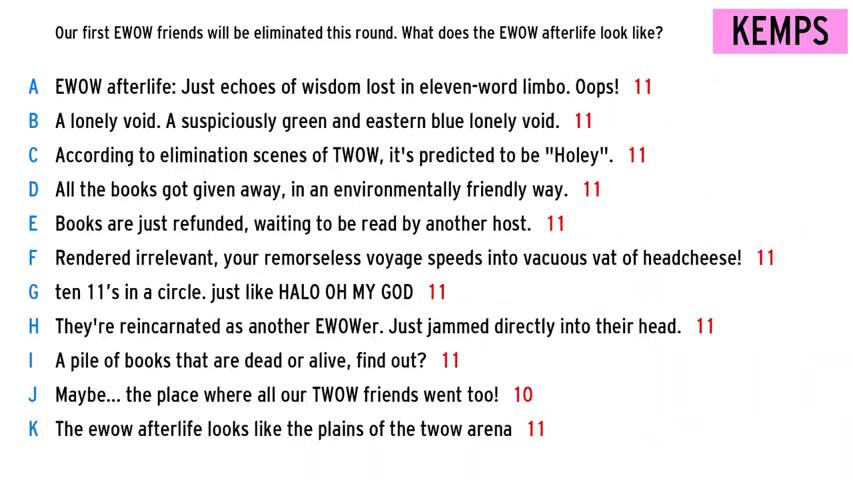 Our first EWOW friends will be eliminated this round. What does the EWOW afterlife look like?
KEMPS
A EWOW afterlife: Just echoes of wisdom lost in eleven-word limbo. Oops! 11
B A lonely void. A suspiciously green and eastern blue lonely void. 11
C According to elimination scenes of TWOW, it's predicted to be "Holey". 11
D All the books got given away, in an environmentally friendly way. 11
E Books are just refunded, waiting to be read by another host. 11
F Rendered irrelevant, your remorseless voyage speeds into vacuous vat of headcheese! 11
G ten 11's in a circle. just like HALO OH MY GOD 11
H They're reincarnated as another EWOWer. Just jammed directly into their head. 11
I A pile of books that are dead or alive, find out? 11
J Maybe... the place where all our TWOW friends went too! 10
K The ewow afterlife looks like the plains of the twow arena 11